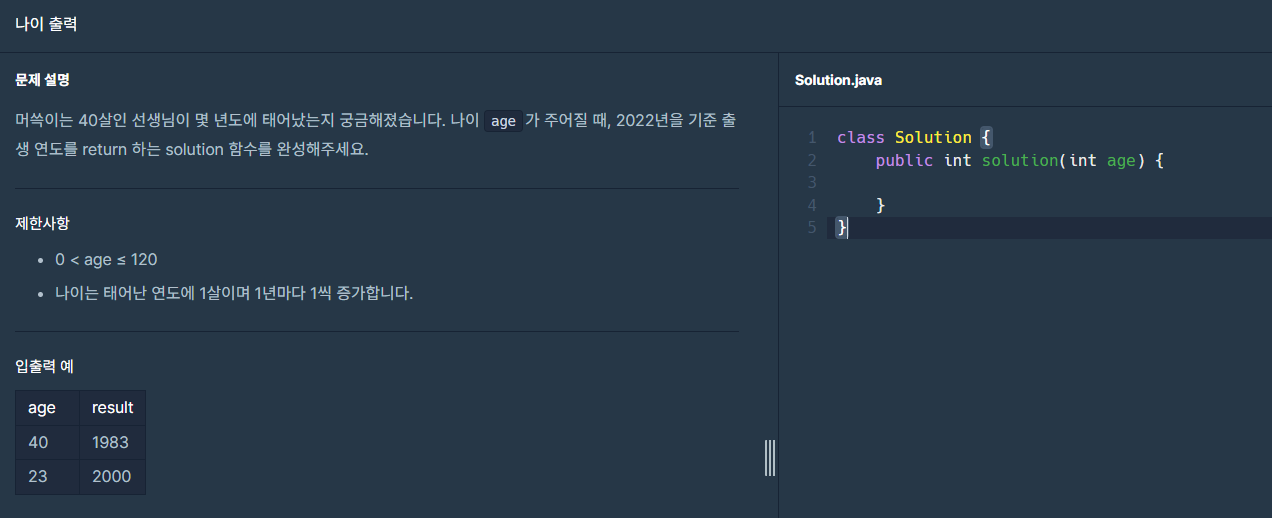 나이 출력
문제 설명
머쓱이는 40살인 선생님이 몇 년도에 태어났는지 궁금해졌습니다. 나이 age 가 주어질 때, 2022년을 기준 출
생 연도를 return 하는 solution 함수를 완성해주세요.
제한사항
• 0 < age ≤ 120
• 나이는 태어난 연도에 1살이며 1년마다 1씩 증가합니다.
입출력 예
age result
40 1983
23 2000
Solution.java
1 class Solution {
2     public int solution(int age) {
3
4     }
5 }